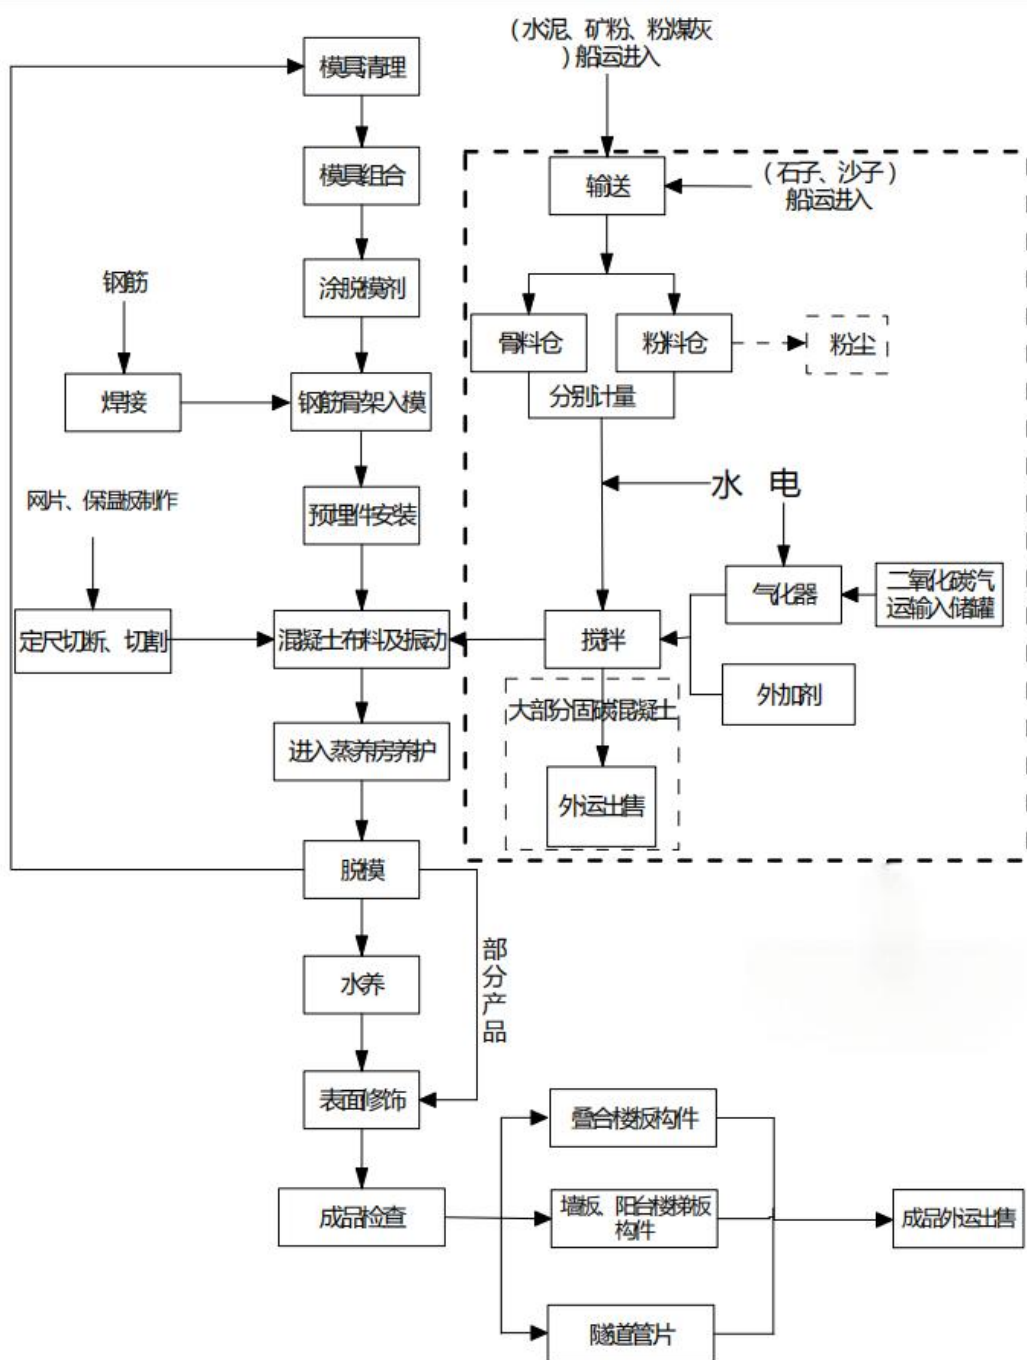 (水泥、矿粉、粉煤灰
)船运进入
模具清理
模具组合
输送
(石子、沙子)
船运进入
钢筋
涂脱模剂
骨料仓
粉料仓
粉尘
焊接
钢筋骨架入模
分别计量
网片、保温板制作
预埋件安装
水 电
气化器
二氧化碳汽
运输入储罐
定尺切断、切割
混凝土布料及振动
搅拌
外加剂
大部分固碳混凝土
进入蒸养房养护
外运出售
脱模
部
分
产
品
水养
表面修饰
叠合楼板构件
成品检查
墙板、阳台楼梯板
构件
成品外运出售
隧道管片